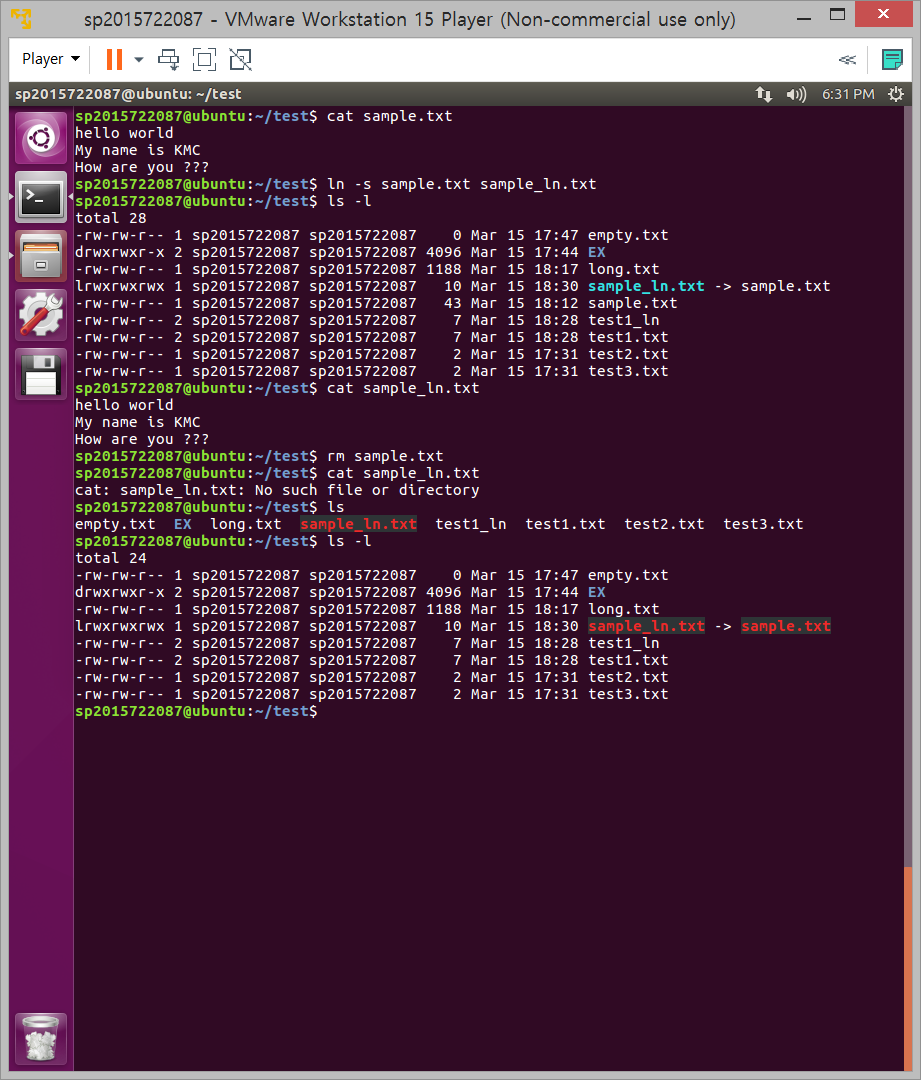 sp2015722087 - VMware Workstation 15 Player (Non-commercial use only)
Player
sp2015722087@ubuntu: ~/test 6:31 PM
sp2015722087@ubuntu:~/test$ cat sample.txt
hello world
My name is KMC
How are you ???
sp2015722087@ubuntu:~/test$ ln -s sample.txt sample_ln.txt
sp2015722087@ubuntu:~/test$ ls -l
total 28
-rw-rw-r-- 1 sp2015722087 sp2015722087    0 Mar 15 17:47 empty.txt
drwxrwxr-x 2 sp2015722087 sp2015722087 4096 Mar 15 17:44 EX
-rw-rw-r-- 1 sp2015722087 sp2015722087 1188 Mar 15 18:17 long.txt
lrwxrwxrwx 1 sp2015722087 sp2015722087   10 Mar 15 18:30 sample_ln.txt -> sample.txt
-rw-rw-r-- 1 sp2015722087 sp2015722087   43 Mar 15 18:12 sample.txt
-rw-rw-r-- 2 sp2015722087 sp2015722087    7 Mar 15 18:28 test1_ln
-rw-rw-r-- 2 sp2015722087 sp2015722087    7 Mar 15 18:28 test1.txt
-rw-rw-r-- 1 sp2015722087 sp2015722087    2 Mar 15 17:31 test2.txt
-rw-rw-r-- 1 sp2015722087 sp2015722087    2 Mar 15 17:31 test3.txt
sp2015722087@ubuntu:~/test$ cat sample_ln.txt
hello world
My name is KMC
How are you ???
sp2015722087@ubuntu:~/test$ rm sample.txt
sp2015722087@ubuntu:~/test$ cat sample_ln.txt
cat: sample_ln.txt: No such file or directory
sp2015722087@ubuntu:~/test$ ls
empty.txt  EX  long.txt  sample_ln.txt  test1_ln  test1.txt  test2.txt  test3.txt
sp2015722087@ubuntu:~/test$ ls -l
total 24
-rw-rw-r-- 1 sp2015722087 sp2015722087    0 Mar 15 17:47 empty.txt
drwxrwxr-x 2 sp2015722087 sp2015722087 4096 Mar 15 17:44 EX
-rw-rw-r-- 1 sp2015722087 sp2015722087 1188 Mar 15 18:17 long.txt
lrwxrwxrwx 1 sp2015722087 sp2015722087   10 Mar 15 18:30 sample_ln.txt -> sample.txt
-rw-rw-r-- 2 sp2015722087 sp2015722087    7 Mar 15 18:28 test1_ln
-rw-rw-r-- 2 sp2015722087 sp2015722087    7 Mar 15 18:28 test1.txt
-rw-rw-r-- 1 sp2015722087 sp2015722087    2 Mar 15 17:31 test2.txt
-rw-rw-r-- 1 sp2015722087 sp2015722087    2 Mar 15 17:31 test3.txt
sp2015722087@ubuntu:~/test$